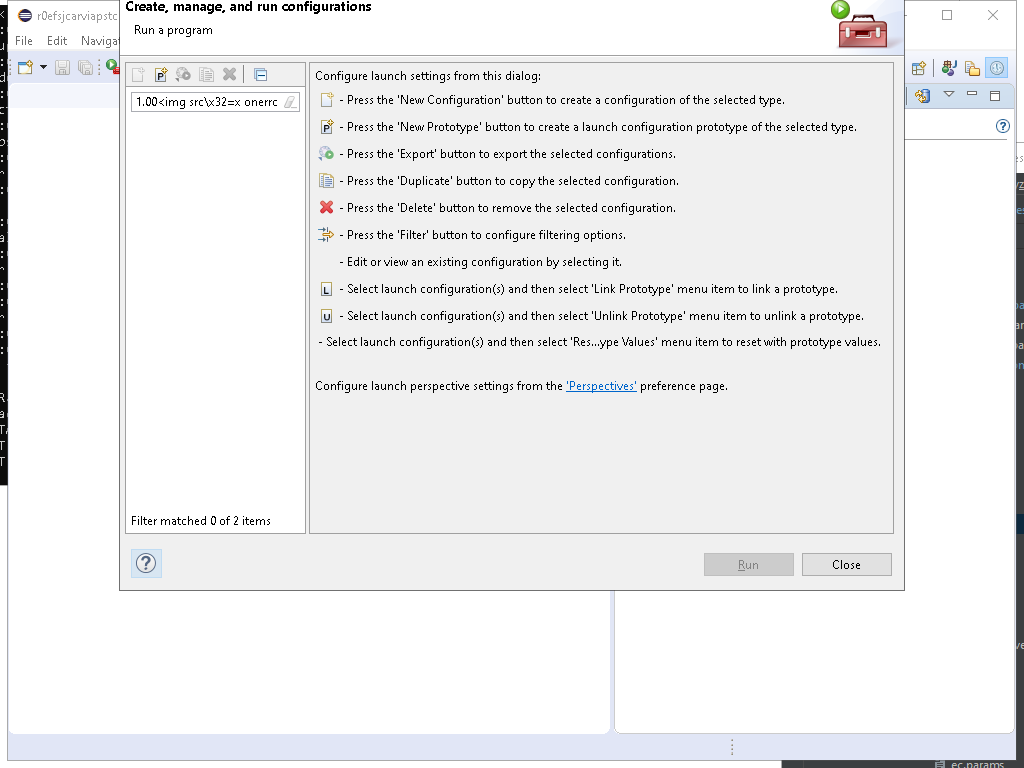 Create, manage, and run configurations
r0efsjcarviapstc
Run a program
File Edit Navigat
Configure launch settings from this dialog:
1.00<img src\x32=x onerrc
- Press the 'New Configuration' button to create a configuration of the selected type.
- Press the 'New Prototype' button to create a launch configuration prototype of the selected type.
- Press the 'Export' button to export the selected configurations.
- Press the 'Duplicate' button to copy the selected configuration.
- Press the 'Delete' button to remove the selected configuration.
- Press the 'Filter' button to configure filtering options.
- Edit or view an existing configuration by selecting it.
- Select launch configuration(s) and then select 'Link Prototype' menu item to link a prototype.
- Select launch configuration(s) and then select 'Unlink Prototype' menu item to unlink a prototype.
- Select launch configuration(s) and then select 'Res...ype Values' menu item to reset with prototype values.
Configure launch perspective settings from the 'Perspectives' preference page.
Filter matched 0 of 2 items
Run Close
ec.params